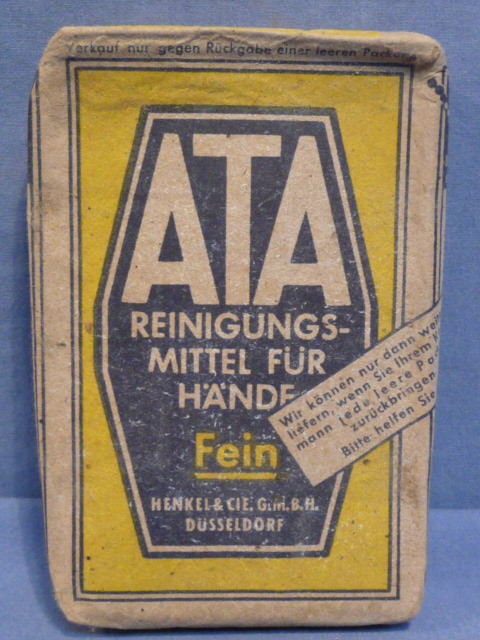 Verkauf nur gegen Rückgabe einer leeren Packung
ATA
REINIGUNGS-
MITTEL FÜR
HÄNDE
Fein
HENKEL & CIE. G.m.B.H.
DÜSSELDORF
Wir können nur dann
liefern, wenn Sie Ihrem
mann jede leere
zurückbringen
Bitte helfen Sie